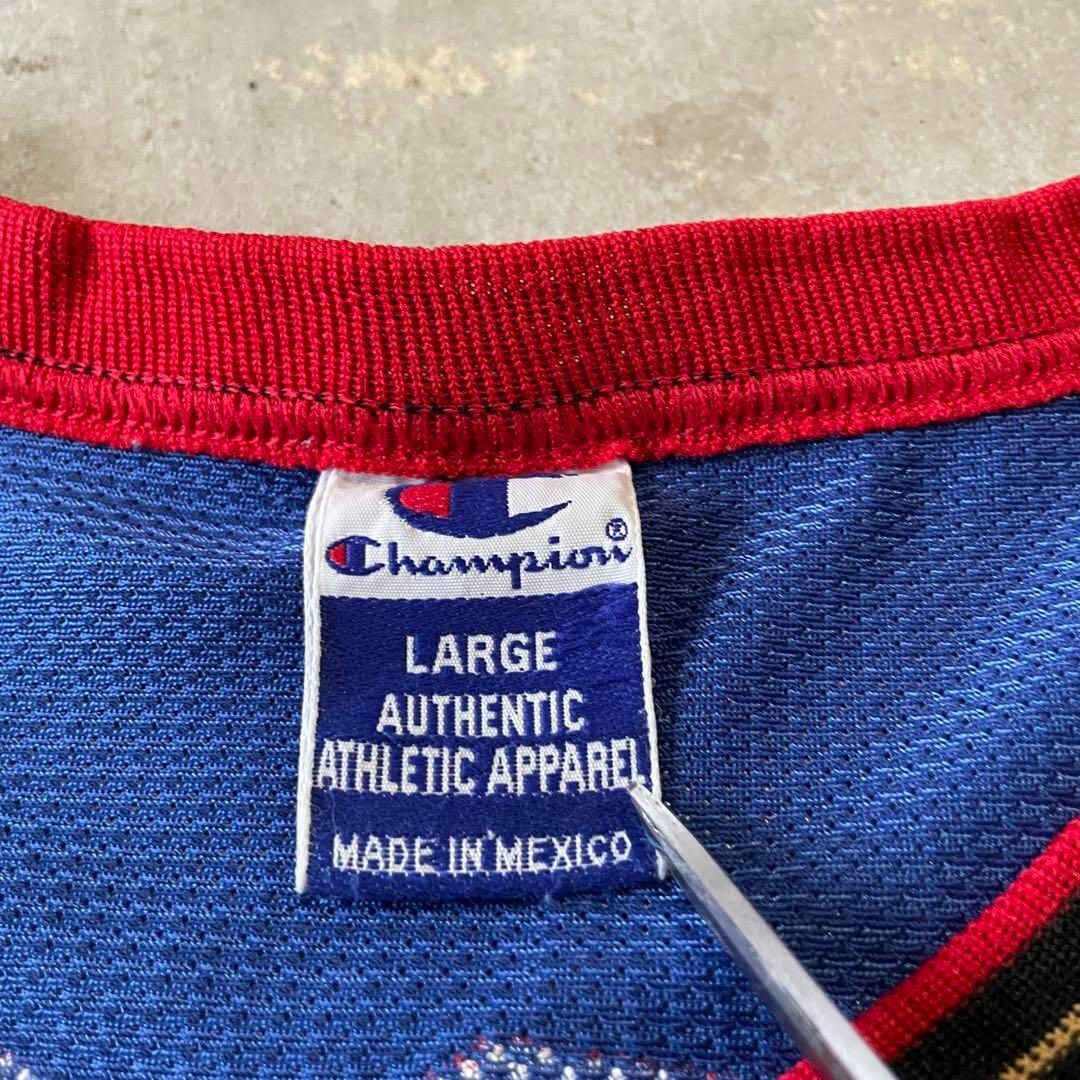 Champion®
LARGE
AUTHENTIC
ATHLETIC APPAREL
MADE IN MEXICO